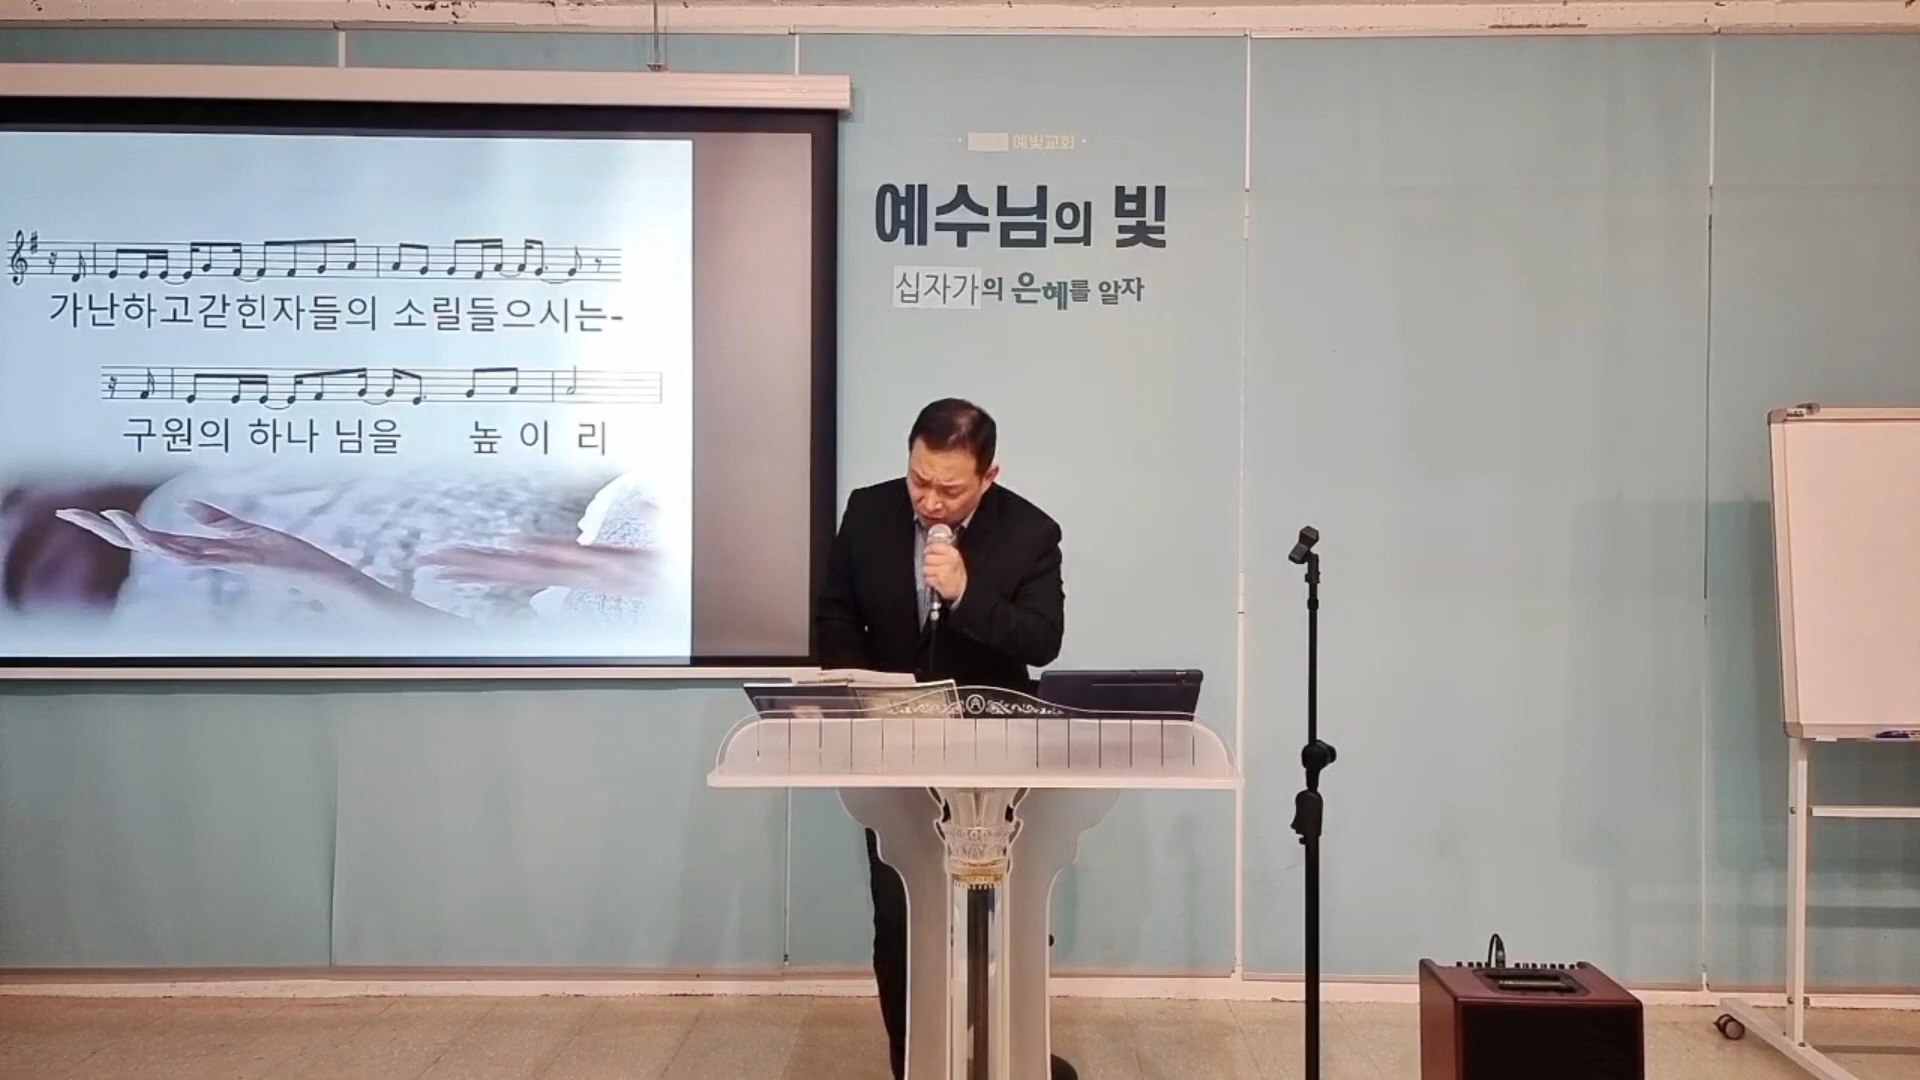 가난하고갇힌자들의 소릴들으시는-
구원의 하나 님을 높 이 리
예빛교회
예수님의 빛
십자가의 은혜를 알자